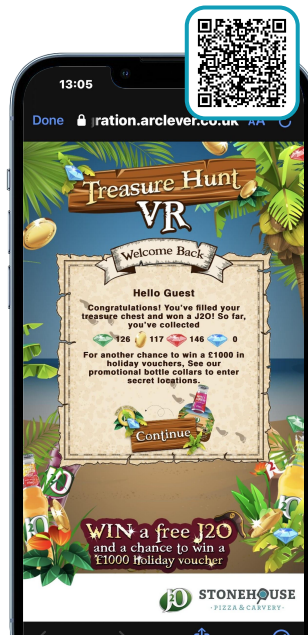 13:05
Done
ration.arclever.co.uk
AA
Treasure Hunt
VR
Welcome Back
Hello Guest
Congratulations! You've filled your
treasure chest and won a J2O! So far,
you've collected
126 117 146 0
For another chance to win a £1000 in
holiday vouchers, See our
promotional bottle collars to enter
secret locations.
Continue
J2O
WIN a free J2O
and a chance to win a
£1000 Holiday voucher
J2O STONEHOUSE
· PIZZA & CARVERY ·